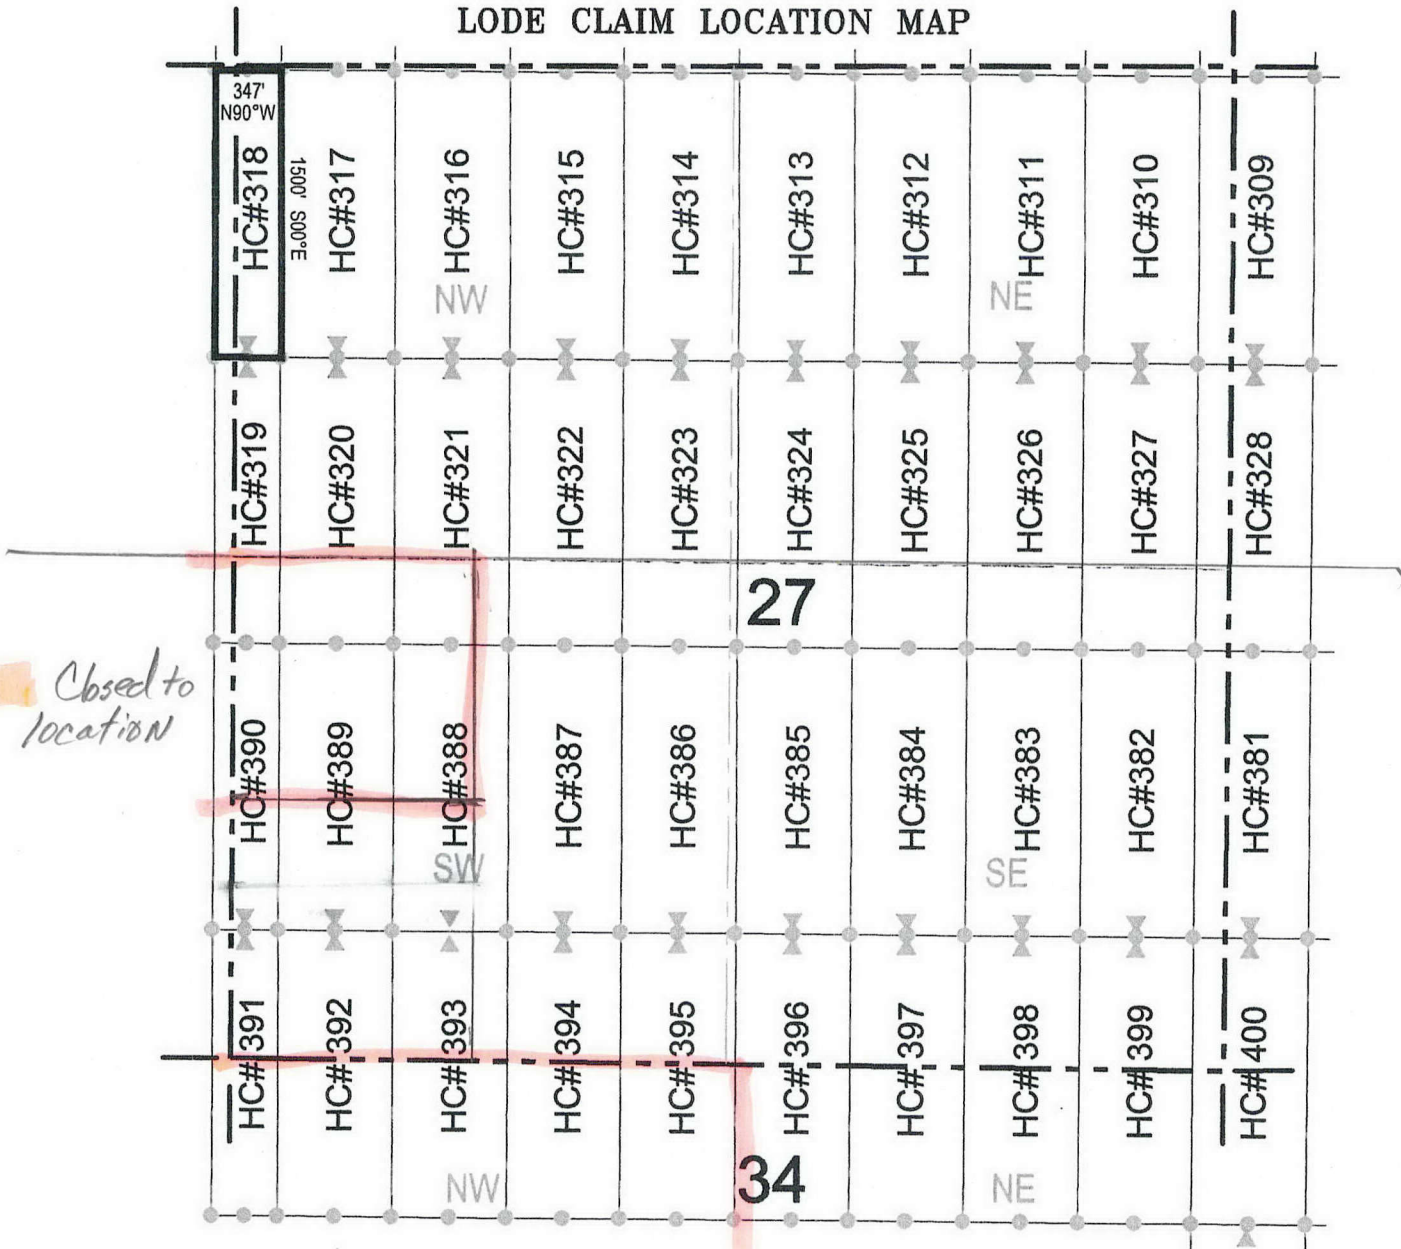 LODE CLAIM LOCATION MAP
347'
N90°W
1500' S00°E
HC#318
HC#317
HC#316
HC#315
HC#314
HC#313
HC#312
HC#311
HC#310
HC#309
NW
NE
HC#319
HC#320
HC#321
HC#322
HC#323
HC#324
HC#325
HC#326
HC#327
HC#328
27
Closed to
location
HC#390
HC#389
HC#388
HC#387
HC#386
HC#385
HC#384
HC#383
HC#382
HC#381
SW
SE
HC#391
HC#392
HC#393
HC#394
HC#395
HC#396
HC#397
HC#398
HC#399
HC#400
34
NW
NE